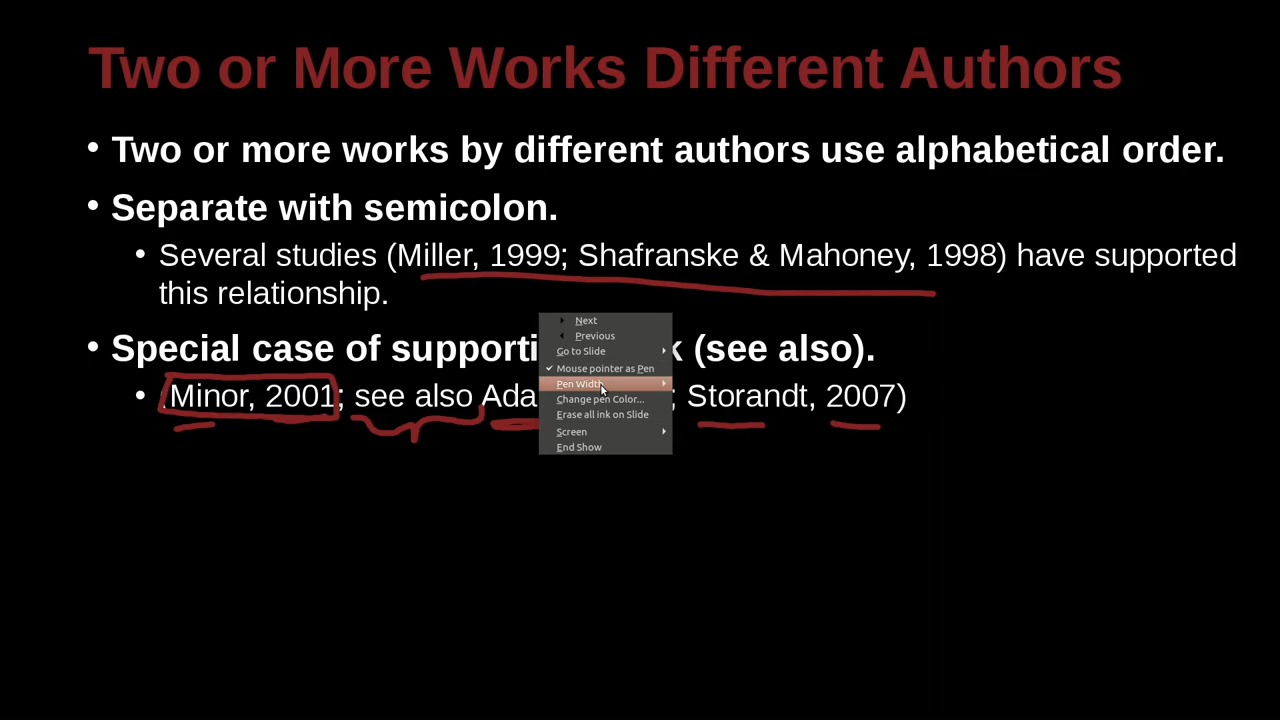 Two or More Works Different Authors
• Two or more works by different authors use alphabetical order.
• Separate with semicolon.
• Several studies (Miller, 1999; Shafranske & Mahoney, 1998) have supported
this relationship.
• Special case of (see also).
• (Minor, 2001; see also ; Storandt, 2007)
Next
Previous
Go to Slide
Mouse pointer as Pen
Pen Width
Change pen Color...
Erase all ink on Slide
Screen
End Show